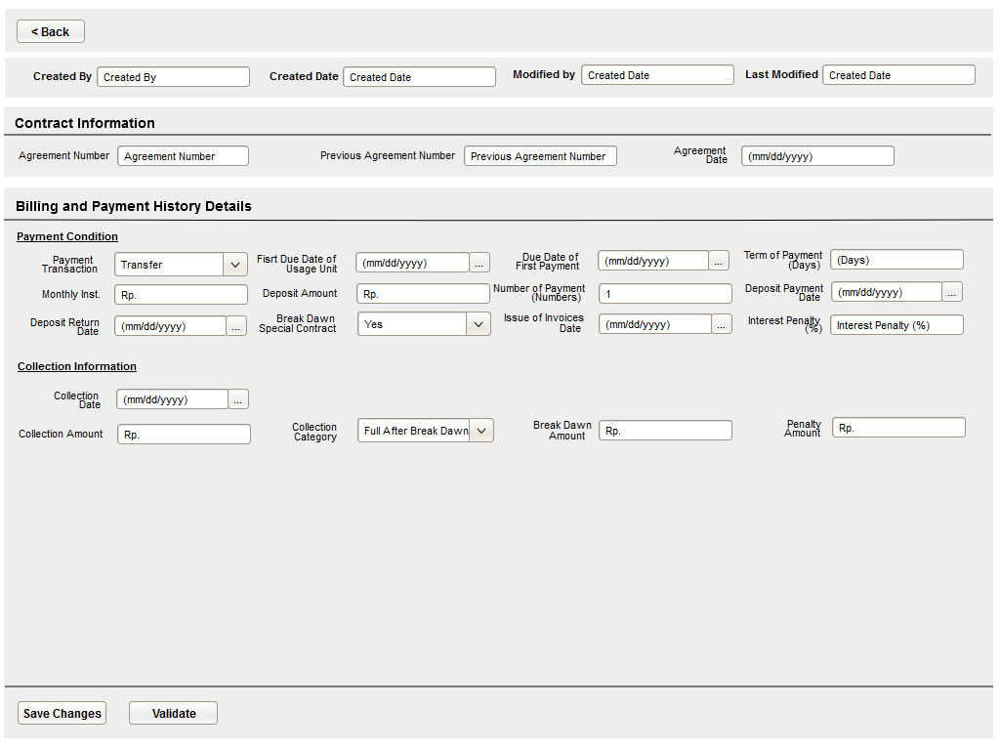 < Back
Created By Created By Created Date Created Date Modified by Created Date Last Modified Created Date
Contract Information
Agreement Number Agreement Number Previous Agreement Number Previous Agreement Number Agreement Date (mm/dd/yyyy)
Billing and Payment History Details
Payment Condition
Payment Transaction Transfer Fisrt Due Date of Usage Unit (mm/dd/yyyy) ... Due Date of First Payment (mm/dd/yyyy) ... Term of Payment (Days) (Days)
Monthly Inst. Rp. Deposit Amount Rp. Number of Payment (Numbers) 1 Deposit Payment Date (mm/dd/yyyy) ...
Deposit Return Date (mm/dd/yyyy) ... Break Dawn Special Contract Yes Issue of Invoices Date (mm/dd/yyyy) ... Interest Penalty (%) Interest Penalty (%)
Collection Information
Collection Date (mm/dd/yyyy) ...
Collection Amount Rp. Collection Category Full After Break Dawn Break Dawn Amount Rp. Penalty Amount Rp.
Save Changes Validate